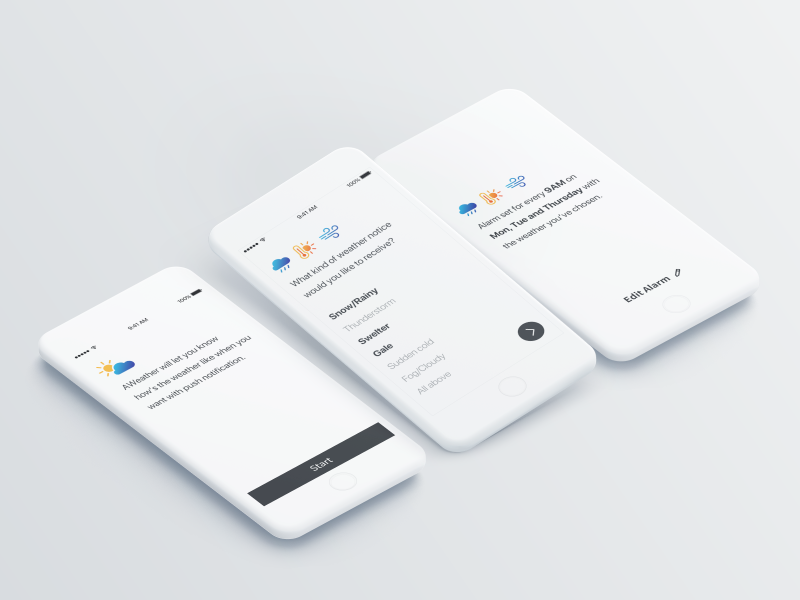 9:41 AM
100%
AWeather will let you know
how's the weather like when you
want with push notification.
Start
9:41 AM
100%
What kind of weather notice
would you like to receive?
Snow/Rainy
Thunderstorm
Swelter
Gale
Sudden cold
Fog/Cloudy
All above
Alarm set for every 9AM on
Mon, Tue and Thursday with
the weather you've chosen.
Edit Alarm